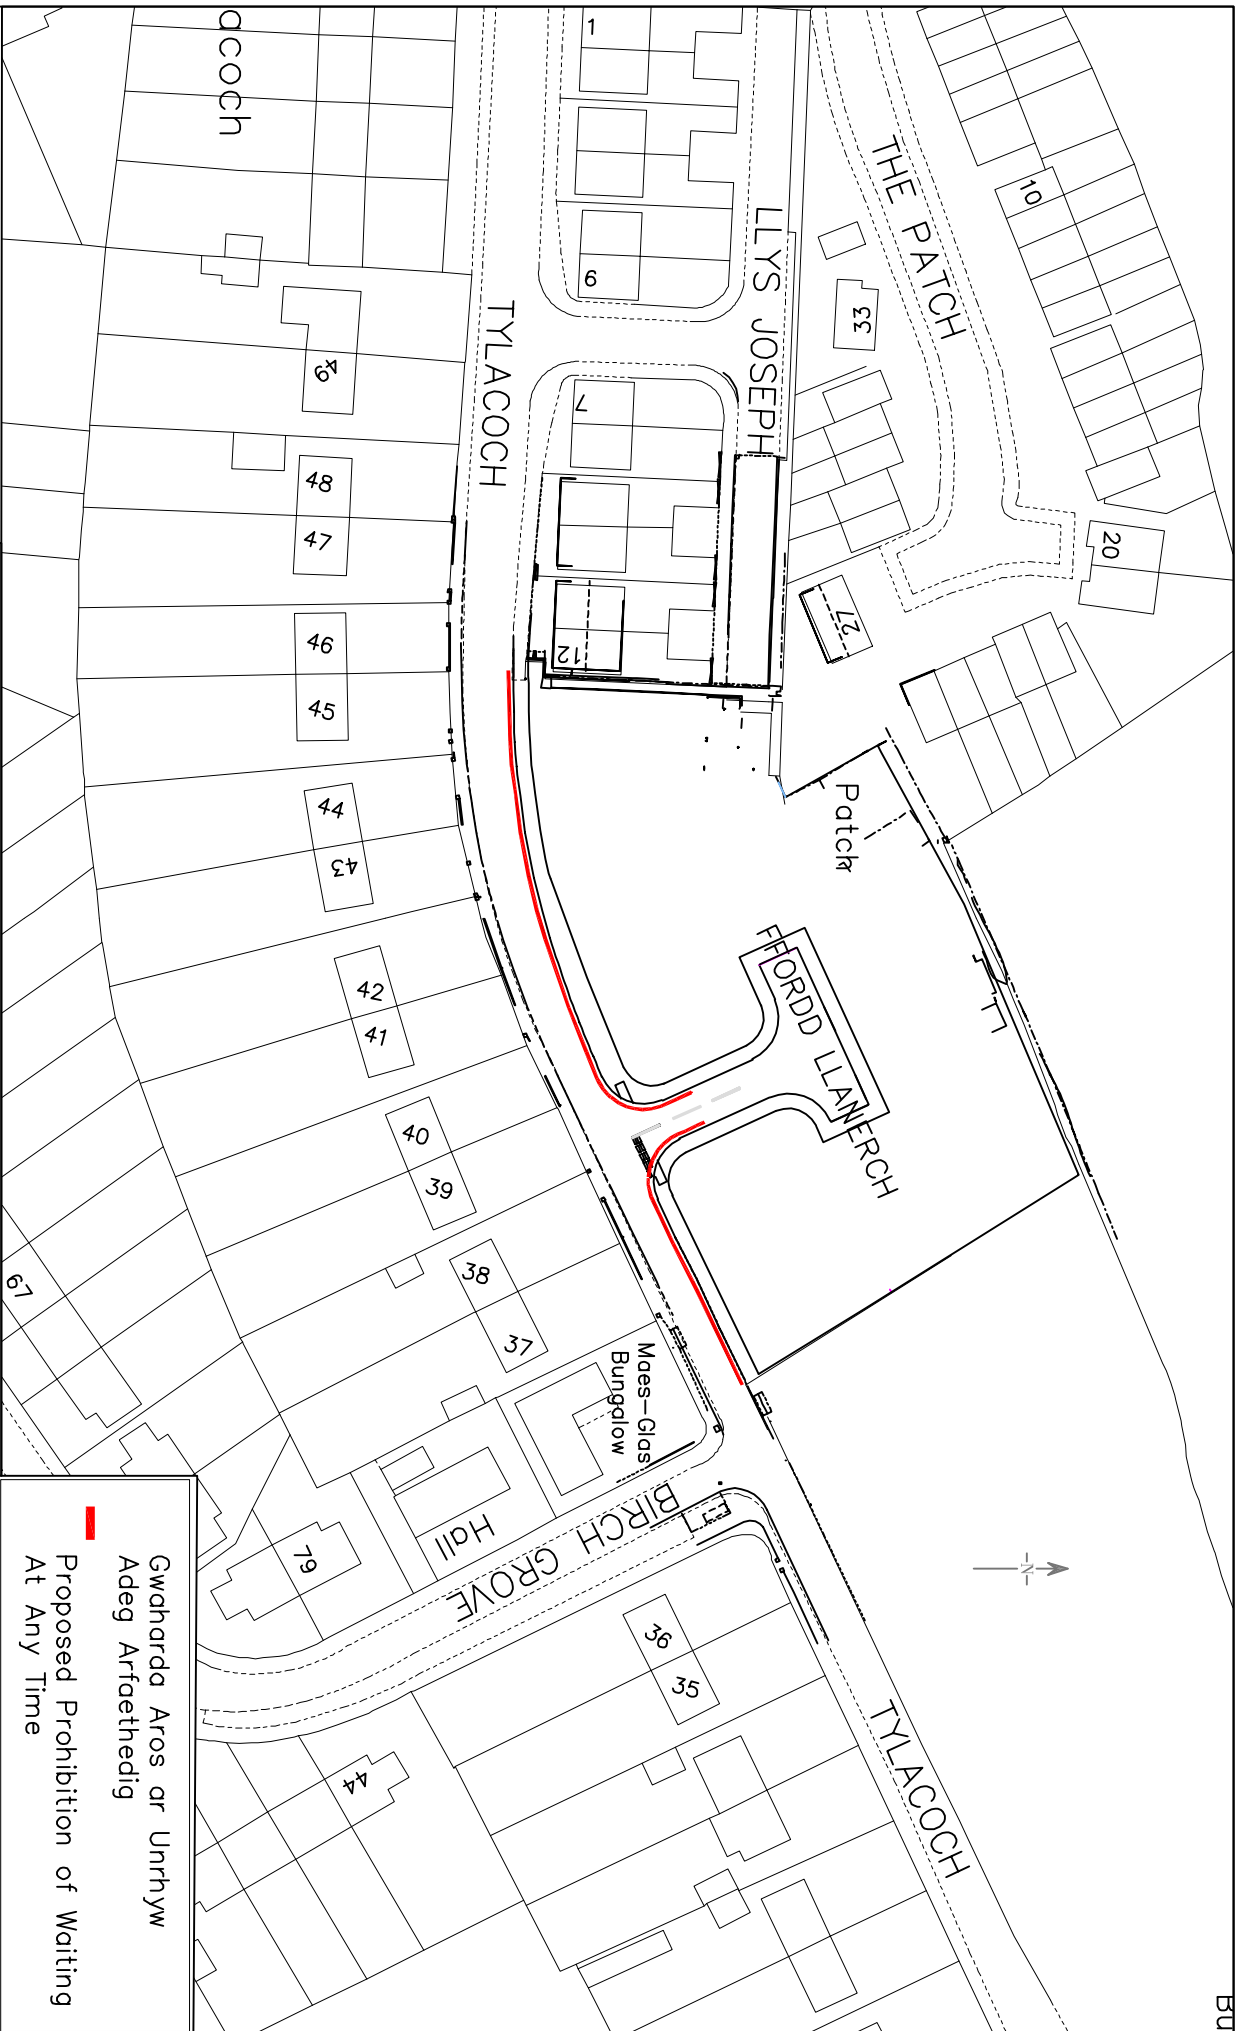 acoch
1
6
LLYS JOSEPH
THE PATCH
10
33
20
27
TYLACOCH
7
12
49
48
47
46
45
44
43
42
41
40
39
38
37
Patch
FFORDD LLANERCH
Maes-Glas
Bungalow
Hall
BIRCH GROVE
67
79
36
35
44
TYLACOCH
-N-
Bu
Gwaharda Aros ar Unrhyw
Adeg Arfaethedig
Proposed Prohibition of Waiting
At Any Time